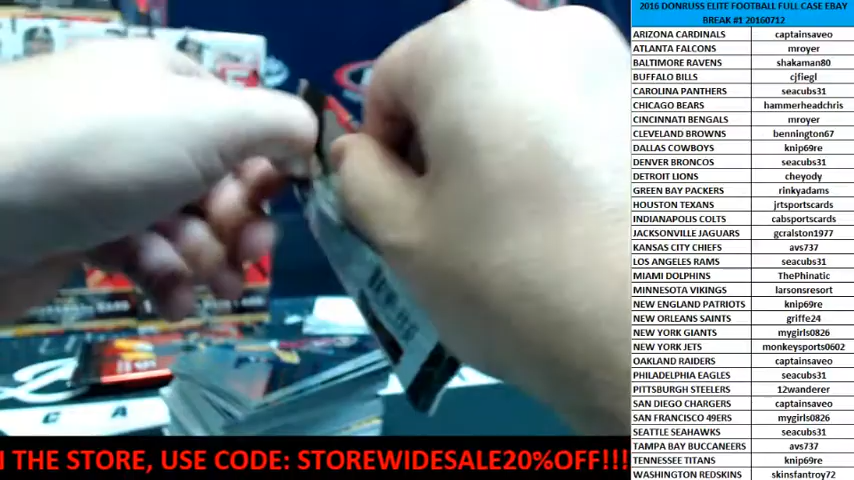 2016 DONRUSS ELITE FOOTBALL FULL CASE EBAY
BREAK #1 20160712
ARIZONA CARDINALS captainsaveo
ATLANTA FALCONS mroyer
BALTIMORE RAVENS shakaman80
BUFFALO BILLS cjfiegl
CAROLINA PANTHERS seacubs31
CHICAGO BEARS hammerheadchris
CINCINNATI BENGALS mroyer
CLEVELAND BROWNS bennington67
DALLAS COWBOYS knip69re
DENVER BRONCOS seacubs31
DETROIT LIONS cheyody
GREEN BAY PACKERS rinkyadams
HOUSTON TEXANS jrtsportscards
INDIANAPOLIS COLTS cabsportscards
JACKSONVILLE JAGUARS gcralston1977
KANSAS CITY CHIEFS avs737
LOS ANGELES RAMS seacubs31
MIAMI DOLPHINS ThePhinatic
MINNESOTA VIKINGS larsonsresort
NEW ENGLAND PATRIOTS knip69re
NEW ORLEANS SAINTS griffe24
NEW YORK GIANTS mygirls0826
NEW YORK JETS monkeysports0602
OAKLAND RAIDERS captainsaveo
PHILADELPHIA EAGLES seacubs31
PITTSBURGH STEELERS 12wanderer
SAN DIEGO CHARGERS captainsaveo
SAN FRANCISCO 49ERS mygirls0826
SEATTLE SEAHAWKS seacubs31
TAMPA BAY BUCCANEERS avs737
TENNESSEE TITANS knip69re
WASHINGTON REDSKINS skinsfantroy72
N THE STORE, USE CODE: STOREWIDESALE20%OFF!!!